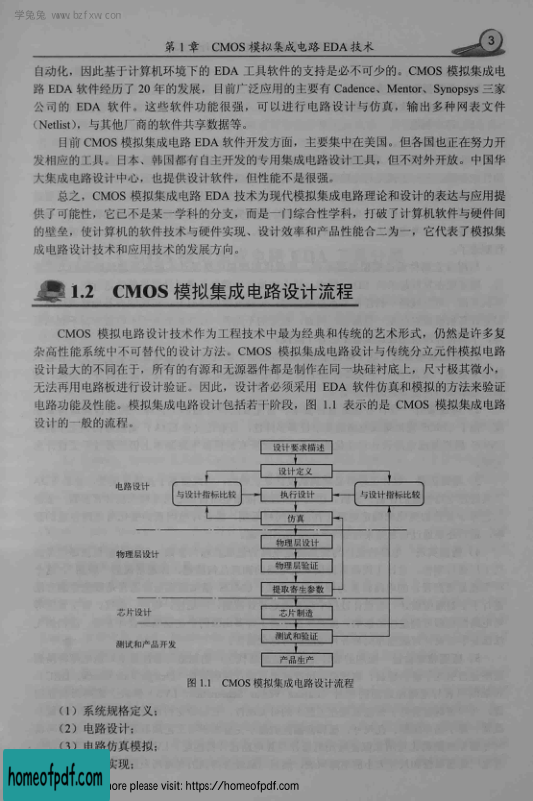 学兔兔 www.bzfxw.com
第 1 章 CMOS 模拟集成电路 EDA 技术
3
自动化，因此基于计算机环境下的 EDA 工具软件的支持是必不可少的。CMOS 模拟集成电
路 EDA 软件经历了 20 年的发展，目前广泛应用的主要有 Cadence、Mentor、Synopsys 三家
公司的 EDA 软件。这些软件功能很强，可以进行电路设计与仿真，输出多种网表文件
（Netlist），与其他厂商的软件共享数据等。
目前 CMOS 模拟集成电路 EDA 软件开发方面，主要集中在美国。但各国也正在努力开
发相应的工具。日本、韩国都有自主开发的专用集成电路设计工具，但不对外开放。中国华
大集成电路设计中心，也提供设计软件，但性能不是很强。
总之，CMOS 模拟集成电路 EDA 技术为现代模拟集成电路理论和设计的表达与应用提
供了可能性，它已不是某一学科的分支，而是一门综合性学科，打破了计算机软件与硬件间
的壁垒，使计算机的软件技术与硬件实现、设计效率和产品性能合二为一，它代表了模拟集
成电路设计技术和应用技术的发展方向。
1.2 CMOS 模拟集成电路设计流程
CMOS 模拟电路设计技术作为工程技术中最为经典和传统的艺术形式，仍然是许多复
杂高性能系统中不可替代的设计方法。CMOS 模拟集成电路设计与传统分立元件模拟电路
设计最大的不同在于，所有的有源和无源器件都是制作在同一块硅衬底上，尺寸极其微小，
无法再用电路板进行设计验证。因此，设计者必须采用 EDA 软件仿真和模拟的方法来验证
电路功能及性能。模拟集成电路设计包括若干阶段，图 1.1 表示的是 CMOS 模拟集成电路
设计的一般的流程。
设计要求描述
设计定义
电路设计
与设计指标比较
执行设计
与设计指标比较
仿真
物理层设计
物理层设计
物理层验证
提取寄生参数
芯片设计
芯片制造
测试和产品开发
测试和验证
产品生产
图 1.1 CMOS 模拟集成电路设计流程
（1）系统规格定义；
（2）电路设计；
（3）电路仿真模拟；
实现；
homeofpdf.com
ore please visit: https://homeofpdf.com